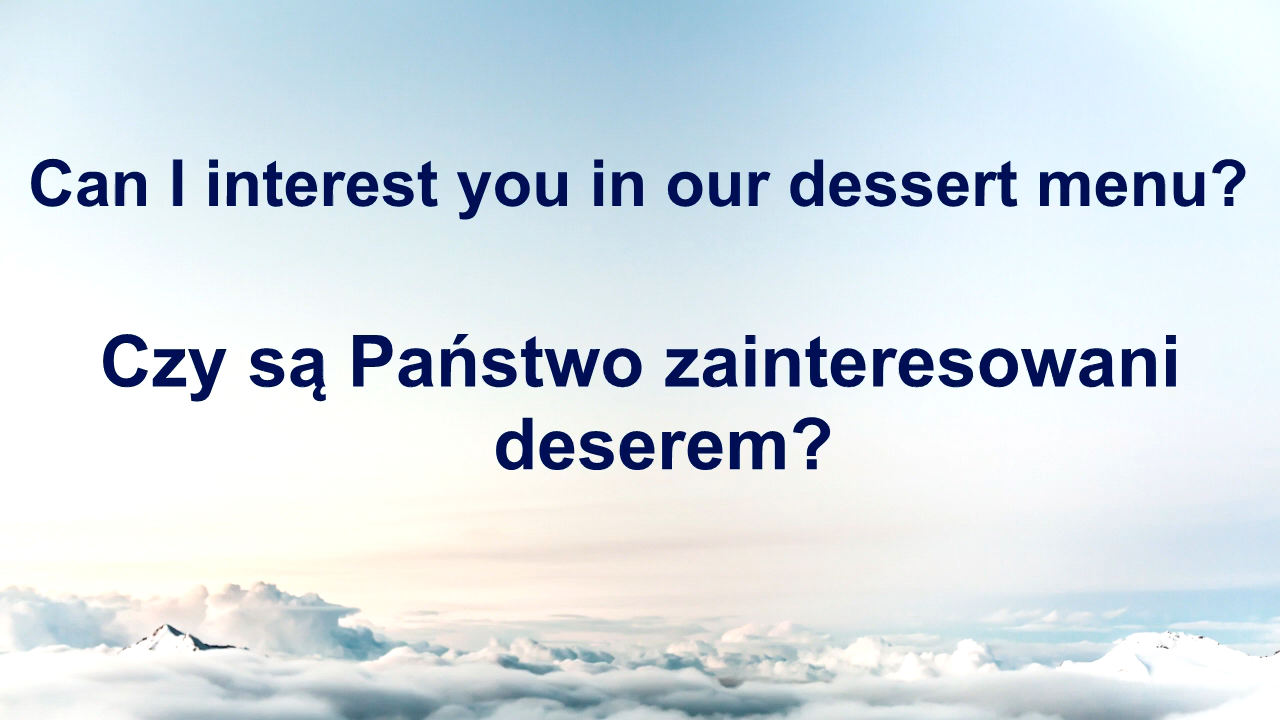 Can I interest you in our dessert menu?
Czy są Państwo zainteresowani
deserem?